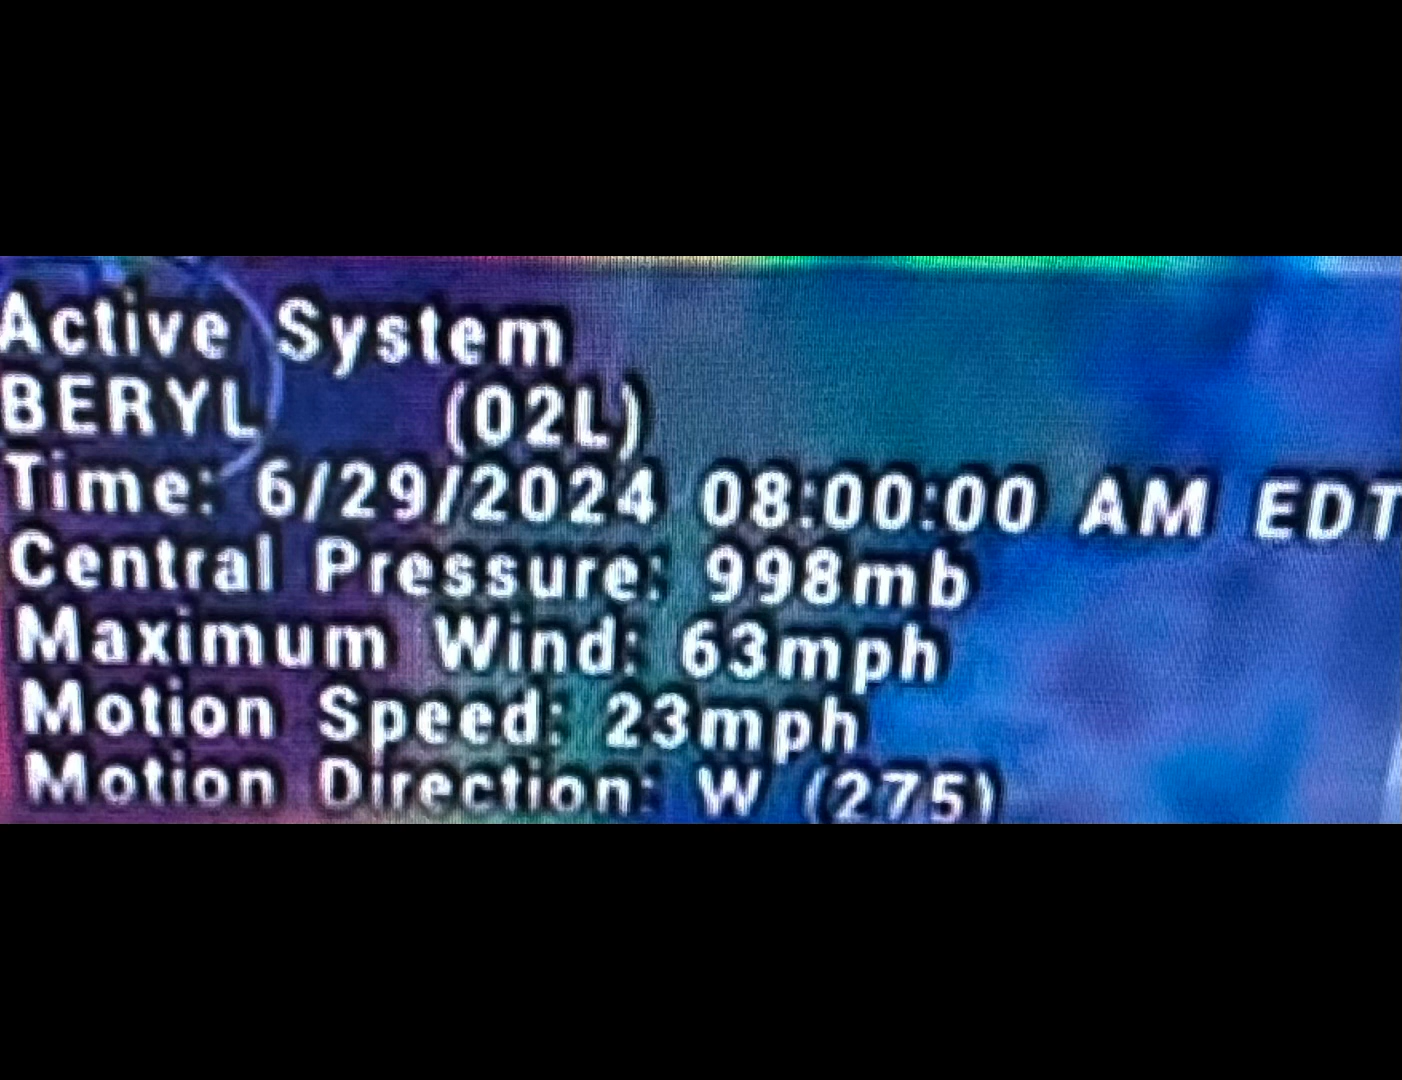 Active System
BERYL (02L)
Time: 6/29/2024 08:00:00 AM EDT
Central Pressure: 998mb
Maximum Wind: 63mph
Motion Speed: 23mph
Motion Direction: W (275)